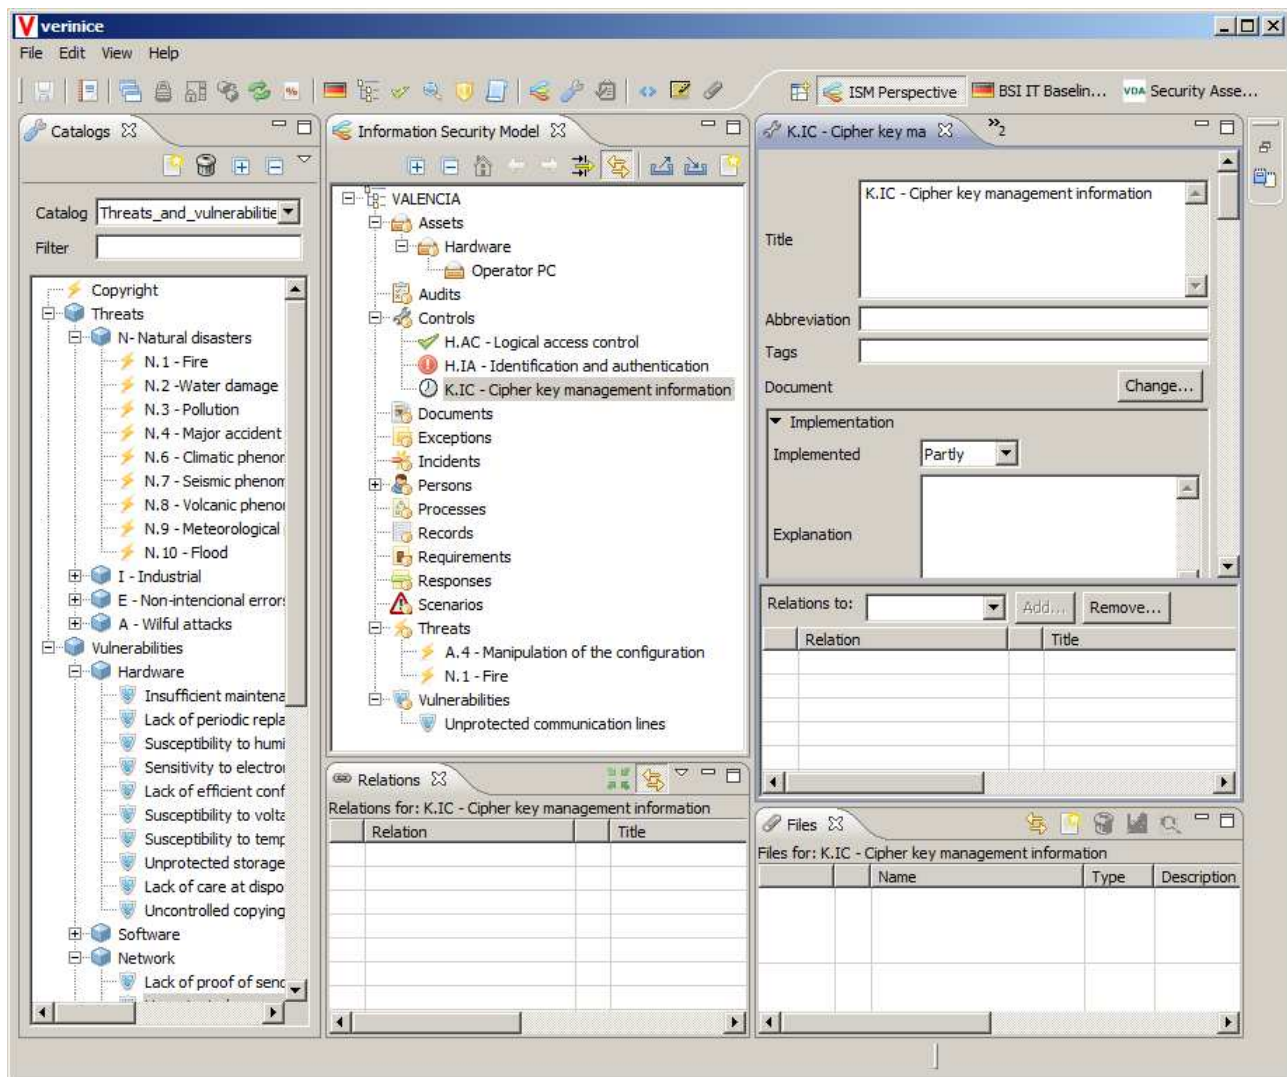 verinice
File Edit View Help
ISM Perspective
BSI IT Baselin...
VDA Security Asse...
Catalogs
Catalog Threats_and_vulnerabilitie
Filter
Copyright
Threats
N- Natural disasters
N.1 - Fire
N.2 -Water damage
N.3 - Pollution
N.4 - Major accident
N.6 - Climatic phenor
N.7 - Seismic phenom
N.8 - Volcanic phenor
N.9 - Meteorological
N.10 - Flood
I - Industrial
E - Non-intencional errors
A - Wilful attacks
Vulnerabilities
Hardware
Insufficient maintena
Lack of periodic repla
Susceptibility to humi
Sensitivity to electror
Lack of efficient conf
Susceptibility to volta
Susceptibility to temp
Unprotected storage
Lack of care at dispo
Uncontrolled copying
Software
Network
Lack of proof of senc
Information Security Model
VALENCIA
Assets
Hardware
Operator PC
Audits
Controls
H.AC - Logical access control
H.IA - Identification and authentication
K.IC - Cipher key management information
Documents
Exceptions
Incidents
Persons
Processes
Records
Requirements
Responses
Scenarios
Threats
A.4 - Manipulation of the configuration
N.1 - Fire
Vulnerabilities
Unprotected communication lines
Relations
Relations for: K.IC - Cipher key management information
Relation Title
K.IC - Cipher key ma
»2
Title K.IC - Cipher key management information
Abbreviation
Tags
Document Change...
Implementation
Implemented Partly
Explanation
Relations to: Add... Remove...
Relation Title
Files
Files for: K.IC - Cipher key management information
Name Type Description